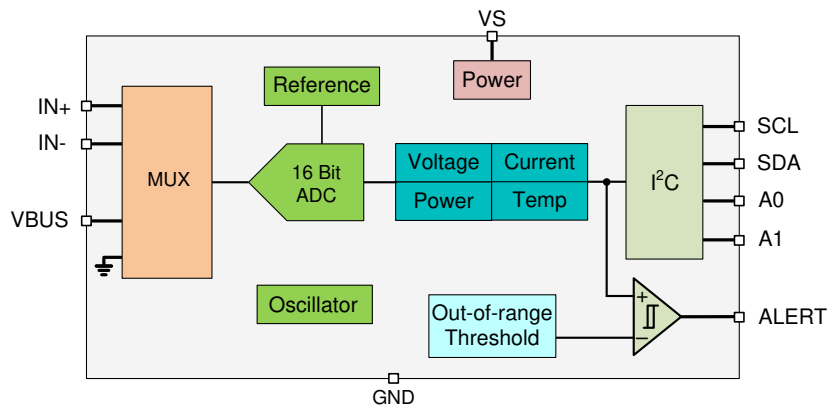 VS
Power
Reference
IN+
IN-
VBUS
MUX
16 Bit
ADC
Voltage
Current
Power
Temp
I²C
SCL
SDA
A0
A1
Oscillator
Out-of-range
Threshold
+
−
ALERT
GND